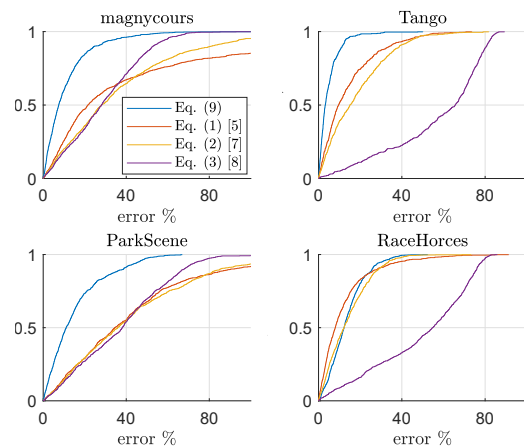 magnycours
Tango
1
0.5
0
0 40 80
error %
Eq. (9)
Eq. (1) [5]
Eq. (2) [7]
Eq. (3) [8]
1
0.5
0
0 40 80
error %
ParkScene
RaceHorces
1
0.5
0
0 40 80
error %
1
0.5
0
0 40 80
error %